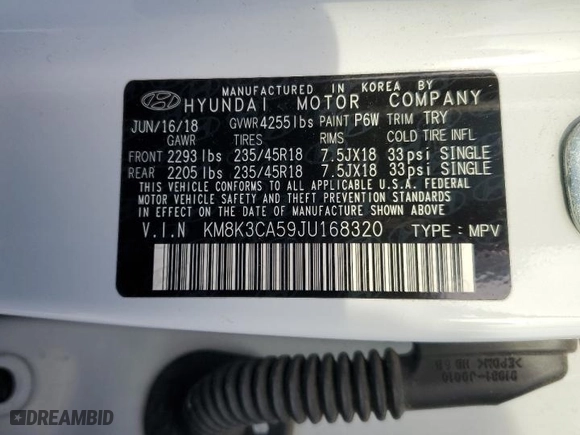 MANUFACTURED IN KOREA BY
HYUNDAI MOTOR COMPANY
JUN/16/18 GVWR 4255lbs PAINT P6W TRIM TRY
GAWR TIRES RIMS COLD TIRE INFL
FRONT 2293lbs 235/45R18 7.5JX18 33psi SINGLE
REAR 2205lbs 235/45R18 7.5JX18 33psi SINGLE
THIS VEHICLE CONFORMS TO ALL APPLICABLE U.S.A. FEDERAL
MOTOR VEHICLE SAFETY AND THEFT PREVENTION STANDARDS
IN EFFECT ON THE DATE OF MANUFACTURE SHOWN ABOVE.
V.I.N KM8K3CA59JU168320 TYPE : MPV
>EPDM<
91981-J9010
DREAMBID